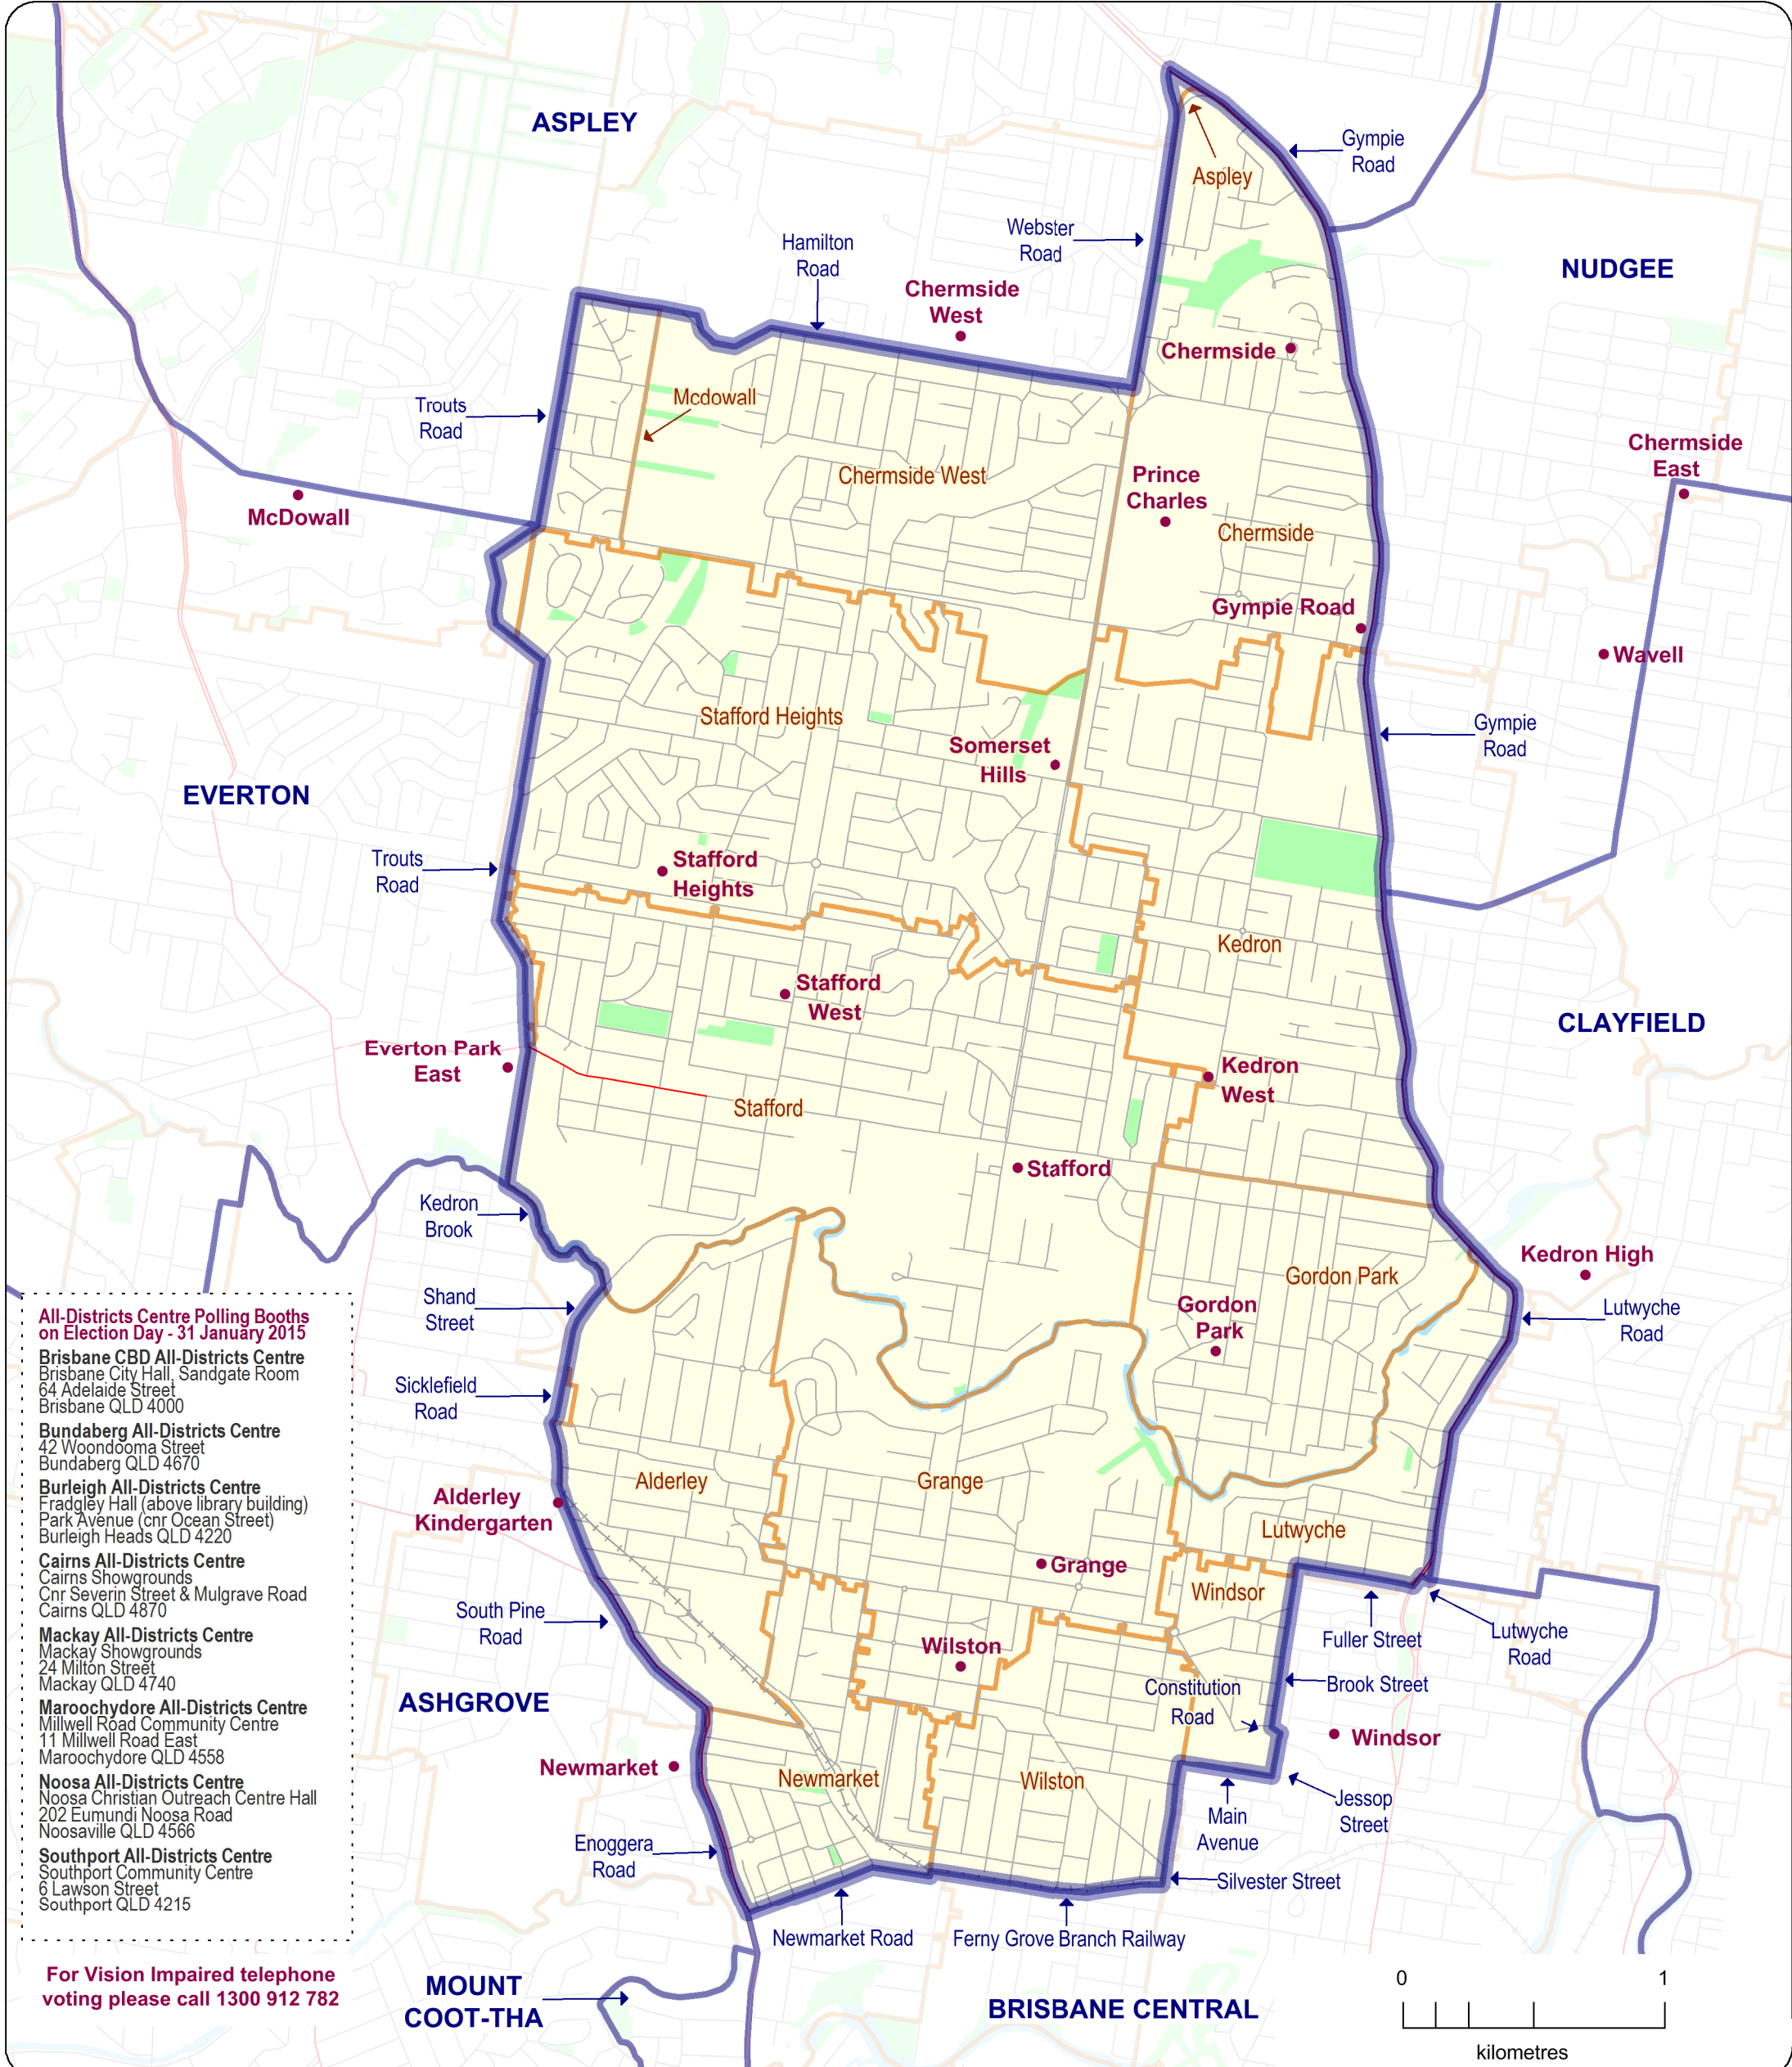 ASPLEY
Gympie
Road
Aspley
Webster
Road
Hamilton
Road
NUDGEE
Chermside
West
Chermside
Mcdowall
Trouts
Road
Chermside West
Prince
Charles
Chermside
East
McDowall
Chermside
Gympie Road
Wavell
Stafford Heights
Gympie
Road
Somerset
Hills
EVERTON
Trouts
Road
Stafford
Heights
Kedron
Stafford
West
CLAYFIELD
Everton Park
East
Kedron
West
Stafford
Stafford
Kedron
Brook
Kedron High
Gordon Park
Shand
Street
Gordon
Park
Lutwyche
Road
Sicklefield
Road
Alderley
Grange
Alderley
Kindergarten
Lutwyche
Grange
Windsor
South Pine
Road
Fuller Street
Lutwyche
Road
Wilston
Constitution
Road
Brook Street
ASHGROVE
Windsor
Newmarket
Newmarket
Wilston
Jessop
Street
Main
Avenue
Enoggera
Road
Silvester Street
Newmarket Road
Ferny Grove Branch Railway
MOUNT
COOT-THA
BRISBANE CENTRAL
0 1
kilometres
All-Districts Centre Polling Booths
on Election Day - 31 January 2015
Brisbane CBD All-Districts Centre
Brisbane City Hall, Sandgate Room
64 Adelaide Street
Brisbane QLD 4000
Bundaberg All-Districts Centre
42 Woondooma Street
Bundaberg QLD 4670
Burleigh All-Districts Centre
Fradgley Hall (above library building)
Park Avenue (cnr Ocean Street)
Burleigh Heads QLD 4220
Cairns All-Districts Centre
Cairns Showgrounds
Cnr Severin Street & Mulgrave Road
Cairns QLD 4870
Mackay All-Districts Centre
Mackay Showgrounds
24 Milton Street
Mackay QLD 4740
Maroochydore All-Districts Centre
Millwell Road Community Centre
11 Millwell Road East
Maroochydore QLD 4558
Noosa All-Districts Centre
Noosa Christian Outreach Centre Hall
202 Eumundi Noosa Road
Noosaville QLD 4566
Southport All-Districts Centre
Southport Community Centre
6 Lawson Street
Southport QLD 4215
For Vision Impaired telephone
voting please call 1300 912 782